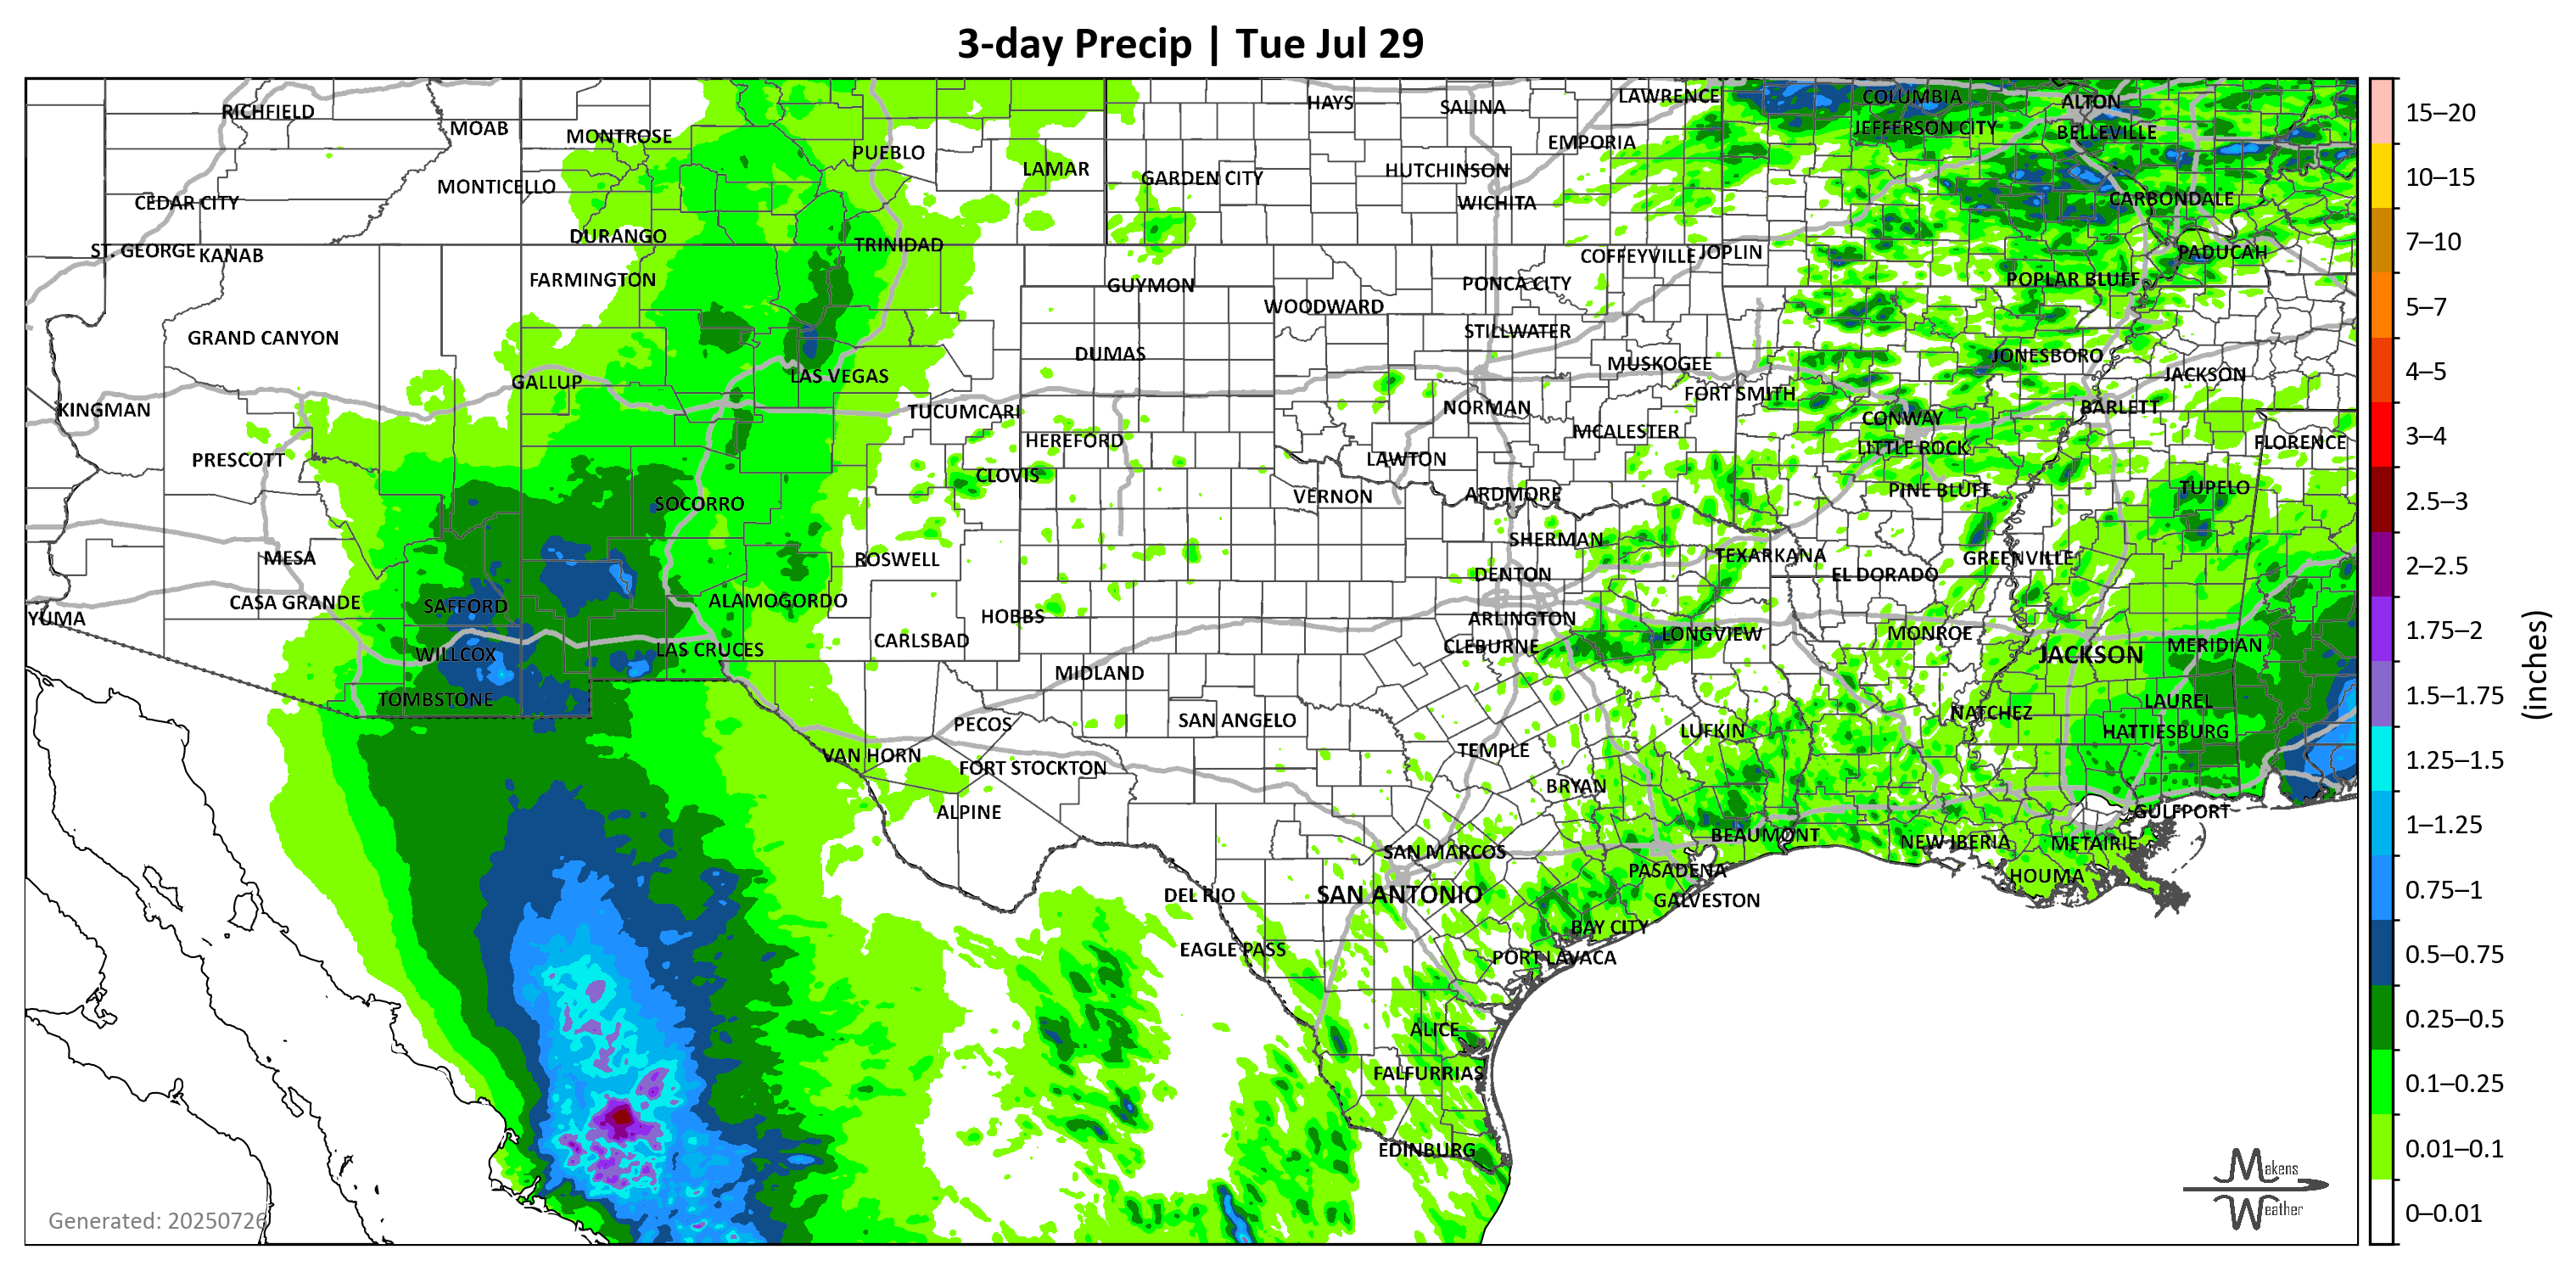 3-day Precip | Tue Jul 29
RICHFIELD
MOAB
MONTROSE
PUEBLO
LAMAR
HAYS
SALINA
LAWRENCE
COLUMBIA
ALTON
JEFFERSON CITY
BELLEVILLE
EMPORIA
CEDAR CITY
MONTICELLO
GARDEN CITY
HUTCHINSON
WICHITA
CARBONDALE
ST. GEORGE
KANAB
DURANGO
TRINIDAD
COFFEYVILLE
JOPLIN
PADUCAH
FARMINGTON
GUYMON
WOODWARD
PONCA CITY
POPLAR BLUFF
GRAND CANYON
DUMAS
STILLWATER
MUSKOGEE
JONESBORO
JACKSON
KINGMAN
GALLUP
LAS VEGAS
TUCUMCARI
NORMAN
FORT SMITH
CONWAY
BARLETT
PRESCOTT
HEREFORD
CLOVIS
LAWTON
MCALESTER
LITTLE ROCK
FLORENCE
SOCORRO
VERNON
ARDMORE
PINE BLUFF
TUPELO
MESA
ROSWELL
SHERMAN
TEXARKANA
GREENVILLE
YUMA
CASA GRANDE
SAFFORD
ALAMOGORDO
HOBBS
DENTON
ARLINGTON
EL DORADO
WILLCOX
LAS CRUCES
CARLSBAD
CLEBURNE
LONGVIEW
MONROE
JACKSON
MERIDIAN
TOMBSTONE
MIDLAND
PECOS
SAN ANGELO
TEMPLE
LUFKIN
NATCHEZ
LAUREL
HATTIESBURG
VAN HORN
FORT STOCKTON
ALPINE
BRYAN
BEAUMONT
NEW IBERIA
METAIRIE
GULFPORT
SAN MARCOS
PASADENA
HOUMA
DEL RIO
SAN ANTONIO
GALVESTON
EAGLE PASS
BAY CITY
PORT LAVACA
ALICE
FALFURRIAS
EDINBURG
Generated: 20250726
Makens
Weather
15–20
10–15
7–10
5–7
4–5
3–4
2.5–3
2–2.5
1.75–2
1.5–1.75
1.25–1.5
1–1.25
0.75–1
0.5–0.75
0.25–0.5
0.1–0.25
0.01–0.1
0–0.01
(inches)